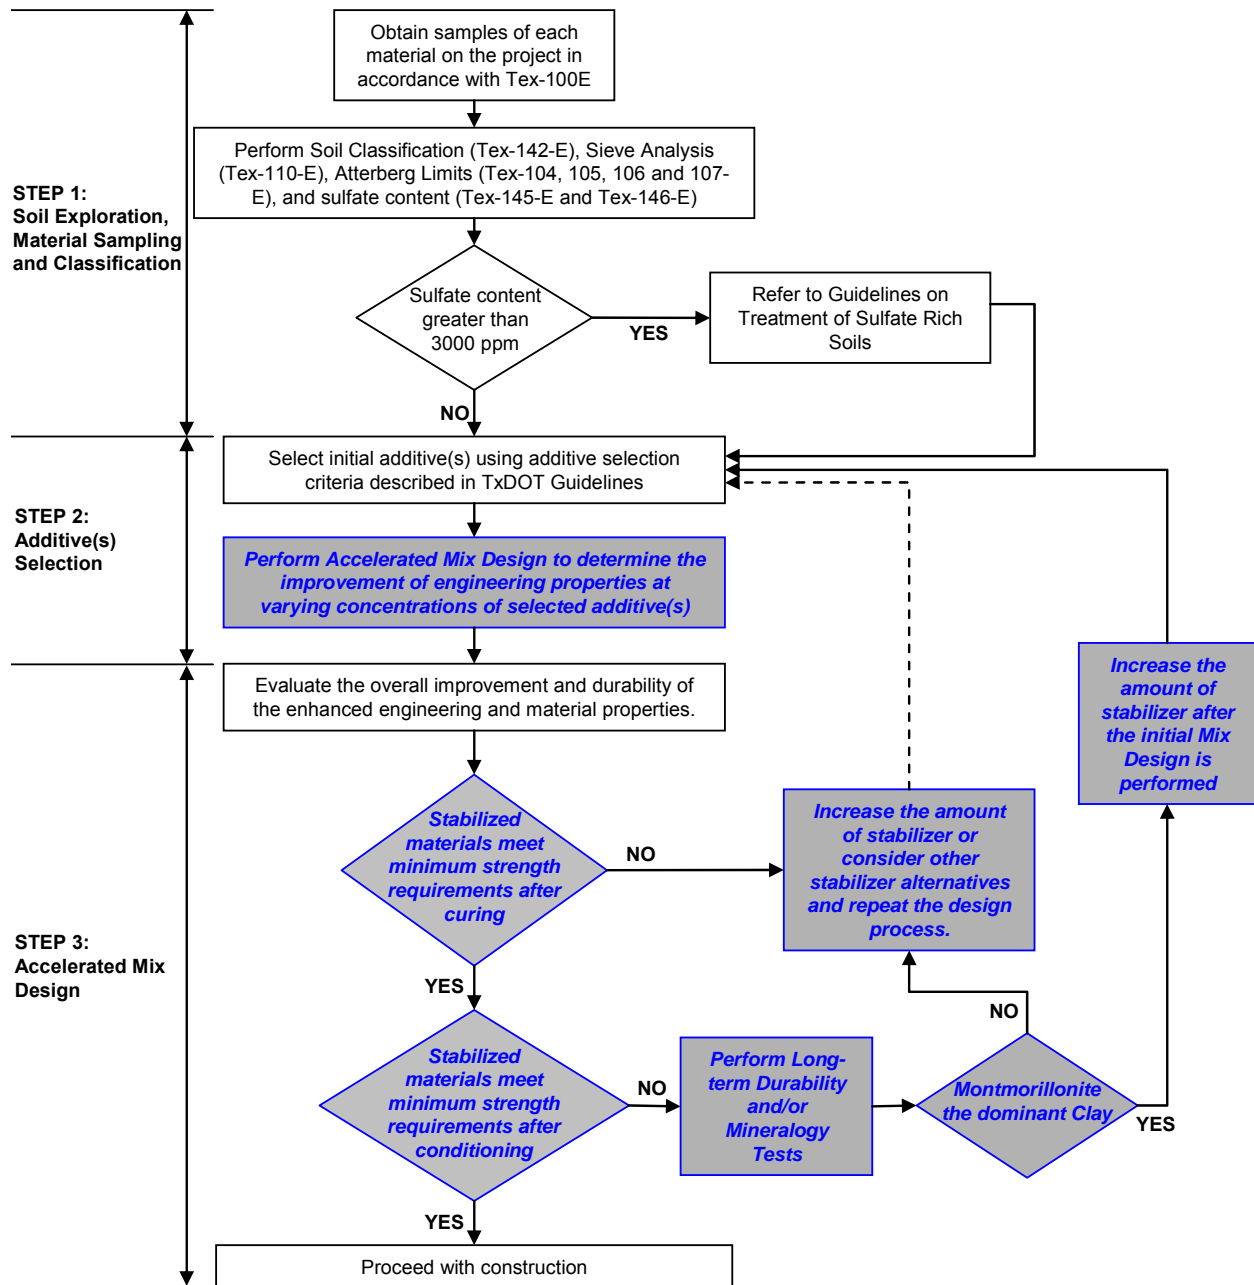 Obtain samples of each
material on the project in
accordance with Tex-100E
Perform Soil Classification (Tex-142-E), Sieve Analysis
(Tex-110-E), Atterberg Limits (Tex-104, 105, 106 and 107-
E), and sulfate content (Tex-145-E and Tex-146-E)
STEP 1:
Soil Exploration,
Material Sampling
and Classification
Sulfate content
greater than
3000 ppm
YES
Refer to Guidelines on
Treatment of Sulfate Rich
Soils
NO
Select initial additive(s) using additive selection
criteria described in TxDOT Guidelines
STEP 2:
Additive(s)
Selection
Perform Accelerated Mix Design to determine the
improvement of engineering properties at
varying concentrations of selected additive(s)
Evaluate the overall improvement and durability of
the enhanced engineering and material properties.
Increase the
amount of
stabilizer after
the initial Mix
Design is
performed
Stabilized
materials meet
minimum strength
requirements after
curing
NO
Increase the amount
of stabilizer or
consider other
stabilizer alternatives
and repeat the design
process.
STEP 3:
Accelerated Mix
Design
YES
NO
Stabilized
materials meet
minimum strength
requirements after
conditioning
NO
Perform Long-
term Durability
and/or
Mineralogy
Tests
Montmorillonite
the dominant Clay
YES
YES
Proceed with construction